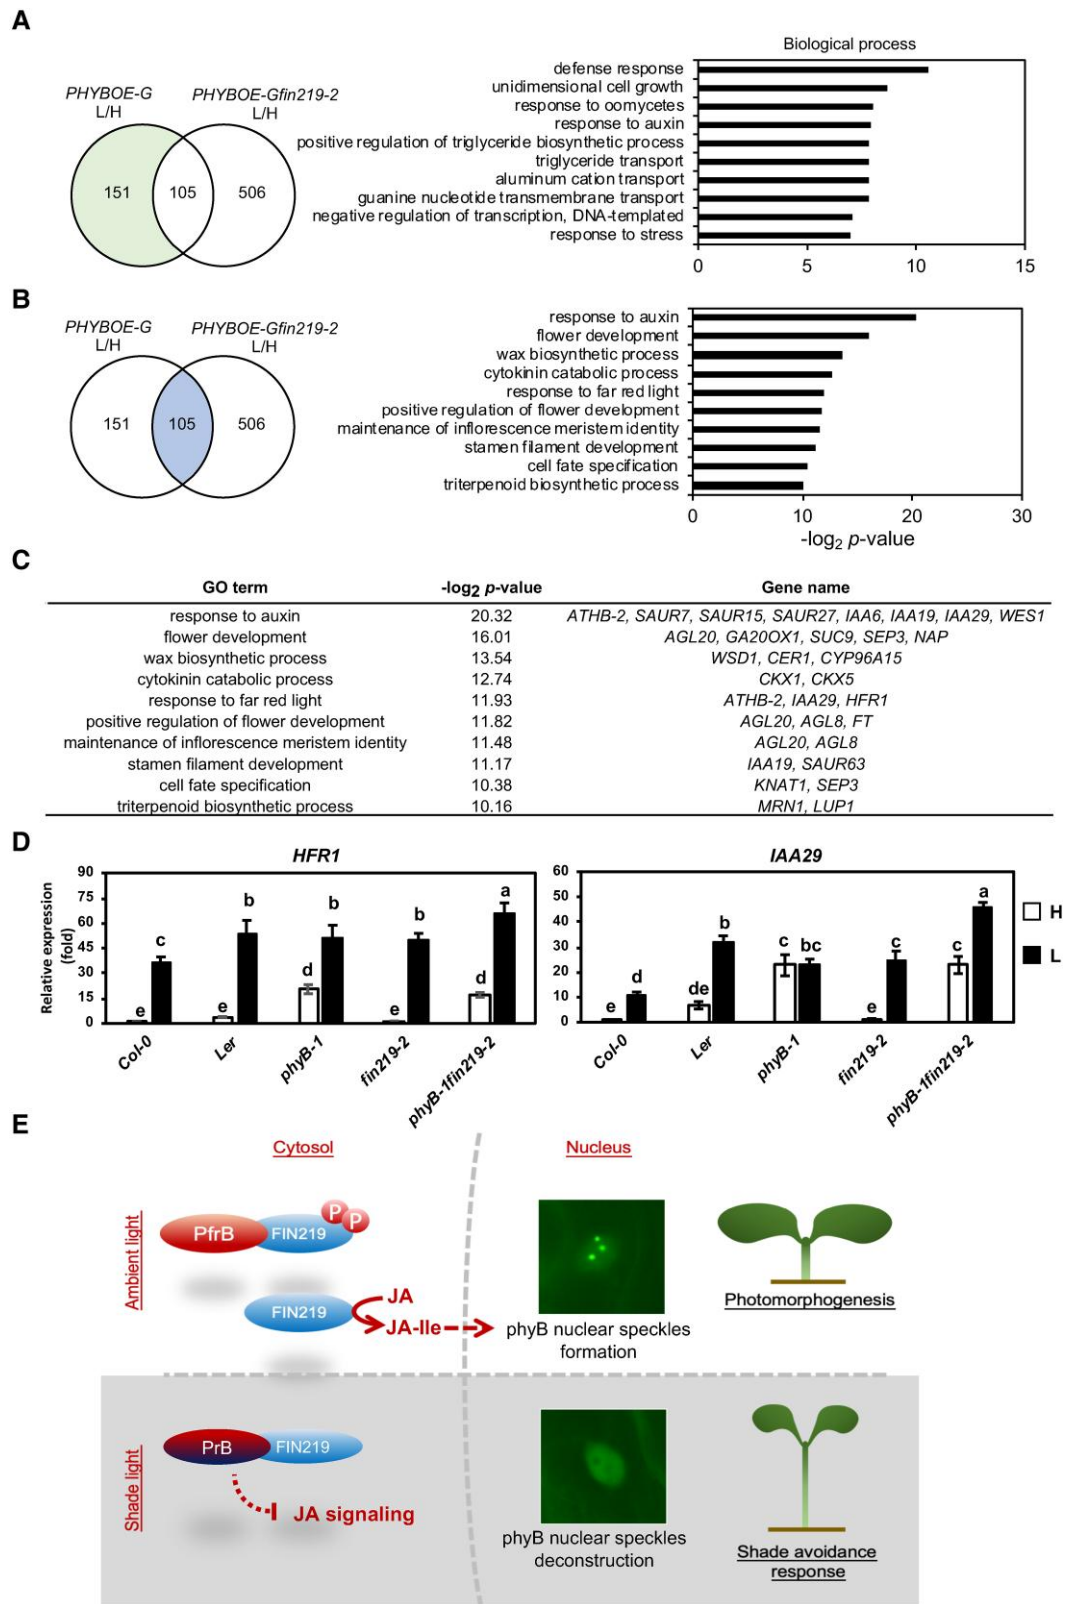 A
Biological process
PHYBOE-G
L/H
PHYBOE-Gfin219-2
L/H
151
105
506
defense response
unidimensional cell growth
response to oomycetes
response to auxin
positive regulation of triglyceride biosynthetic process
triglyceride transport
aluminum cation transport
guanine nucleotide transmembrane transport
negative regulation of transcription, DNA-templated
response to stress
0 5 10 15
B
PHYBOE-G
L/H
PHYBOE-Gfin219-2
L/H
151
105
506
response to auxin
flower development
wax biosynthetic process
cytokinin catabolic process
response to far red light
positive regulation of flower development
maintenance of inflorescence meristem identity
stamen filament development
cell fate specification
triterpenoid biosynthetic process
0 10 20 30
-log2 p-value
C
GO term -log2 p-value Gene name
response to auxin 20.32 ATHB-2, SAUR7, SAUR15, SAUR27, IAA6, IAA19, IAA29, WES1
flower development 16.01 AGL20, GA20OX1, SUC9, SEP3, NAP
wax biosynthetic process 13.54 WSD1, CER1, CYP96A15
cytokinin catabolic process 12.74 CKX1, CKX5
response to far red light 11.93 ATHB-2, IAA29, HFR1
positive regulation of flower development 11.82 AGL20, AGL8, FT
maintenance of inflorescence meristem identity 11.48 AGL20, AGL8
stamen filament development 11.17 IAA19, SAUR63
cell fate specification 10.38 KNAT1, SEP3
triterpenoid biosynthetic process 10.16 MRN1, LUP1
D
HFR1
Relative expression
(fold)
90
75
60
45
30
15
0
e c e b d b e b d a
Col-0 Ler phyB-1 fin219-2 phyB-1fin219-2
IAA29
60
50
40
30
20
10
0
e d de b c bc e c c a
Col-0 Ler phyB-1 fin219-2 phyB-1fin219-2
H
L
E
Cytosol
Nucleus
Ambient light
PfrB
FIN219
P
P
FIN219
JA
JA-Ile
phyB nuclear speckles
formation
Photomorphogenesis
Shade light
PrB
FIN219
JA signaling
phyB nuclear speckles
deconstruction
Shade avoidance
response